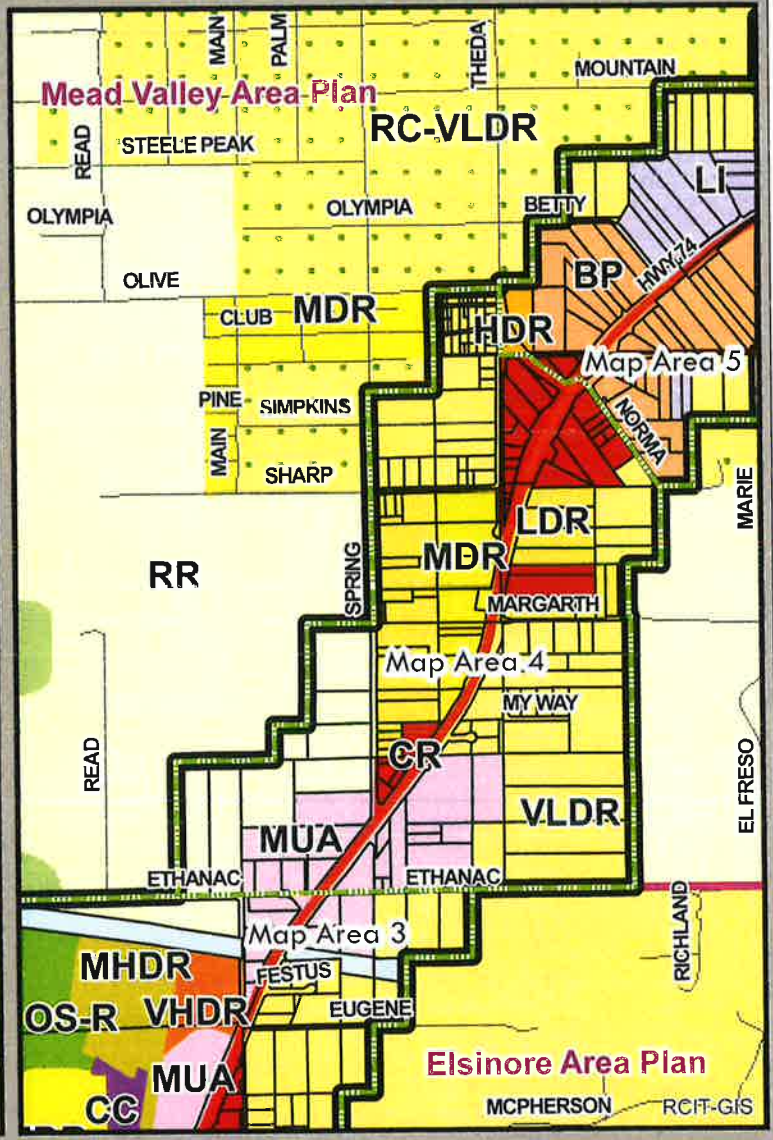 MAIN
PALM
THEDA
MOUNTAIN
Mead Valley Area Plan
RC-VLDR
READ
STEELE PEAK
LI
OLYMPIA
OLYMPIA
BETTY
OLIVE
BP
HWY 74
CLUB
MDR
HDR
Map Area 5
PINE
SIMPKINS
NORMA
MAIN
SHARP
MARIE
LDR
RR
SPRING
MDR
MARGARTH
Map Area 4
MY WAY
READ
CR
EL FRESO
MUA
VLDR
ETHANAC
ETHANAC
RICHLAND
Map Area 3
MHDR
FESTUS
OS-R
VHDR
EUGENE
MUA
Elsinore Area Plan
CC
MCPHERSON
RCIT-GIS